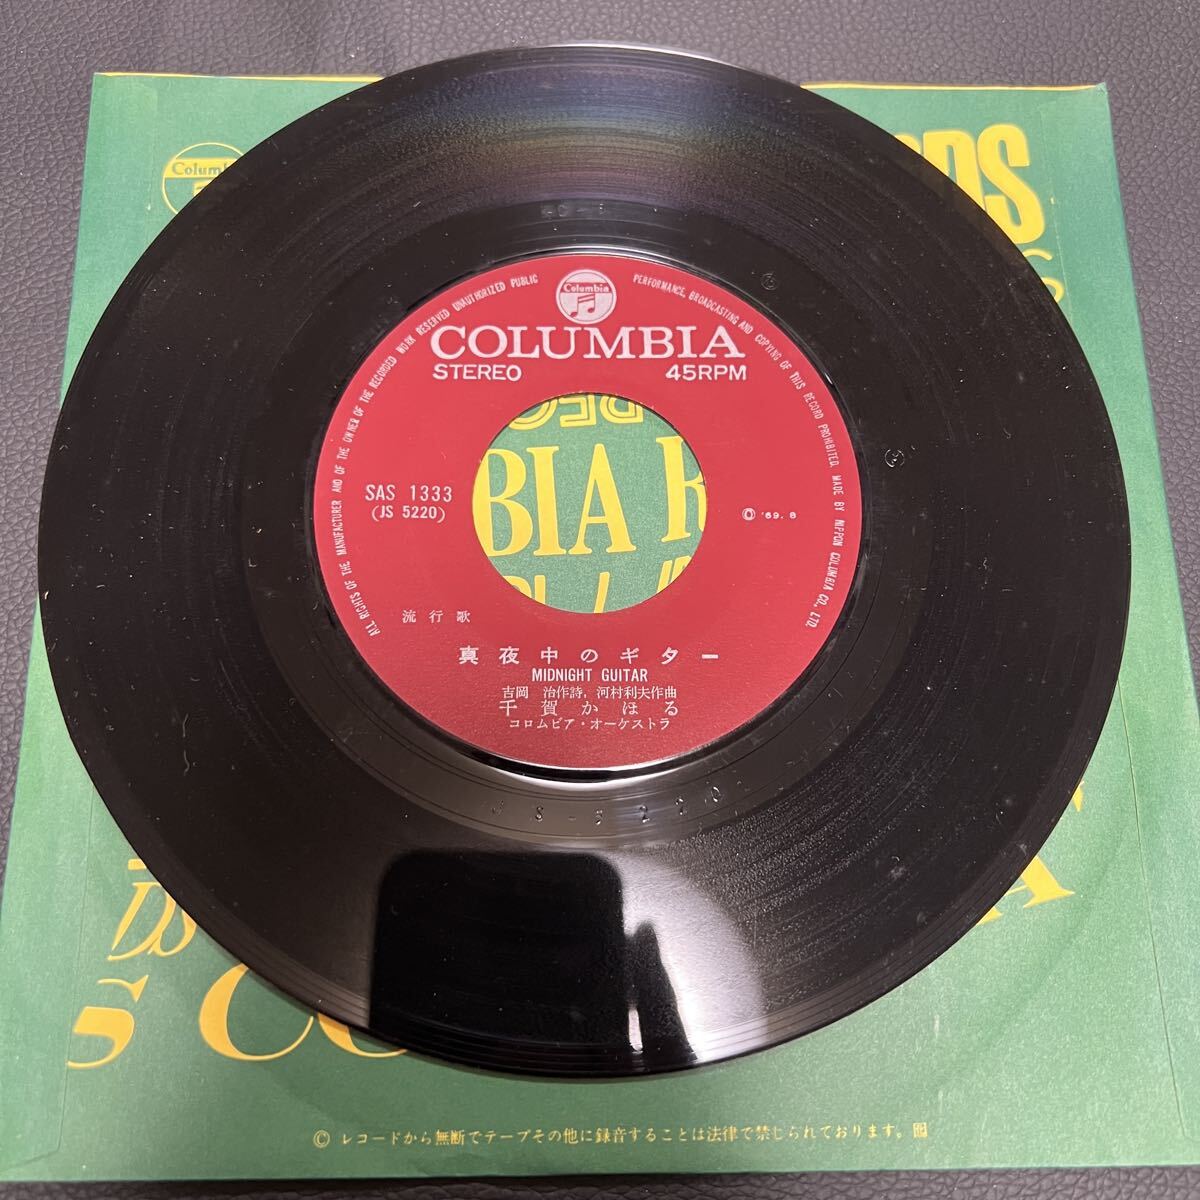 Columbia
COLUMBIA
STEREO 45RPM
ALL RIGHTS OF THE MANUFACTURER AND OF THE OWNER OF THE RECORDED WORK RESERVED UNAUTHORIZED PUBLIC PERFORMANCE, BROADCASTING AND COPYING OF THIS RECORD PROHIBITED. MADE BY NIPPON COLUMBIA CO., LTD.
SAS 1333
(JS 5220)
Ⓟ '69. 8
流行歌
真夜中のギター
MIDNIGHT GUITAR
吉岡 治作詩, 河村利夫作曲
千賀かほる
コロムビア・オーケストラ
JS-5220
BIA R
Ⓒ レコードから無断でテープその他に録音することは法律で禁じられております。